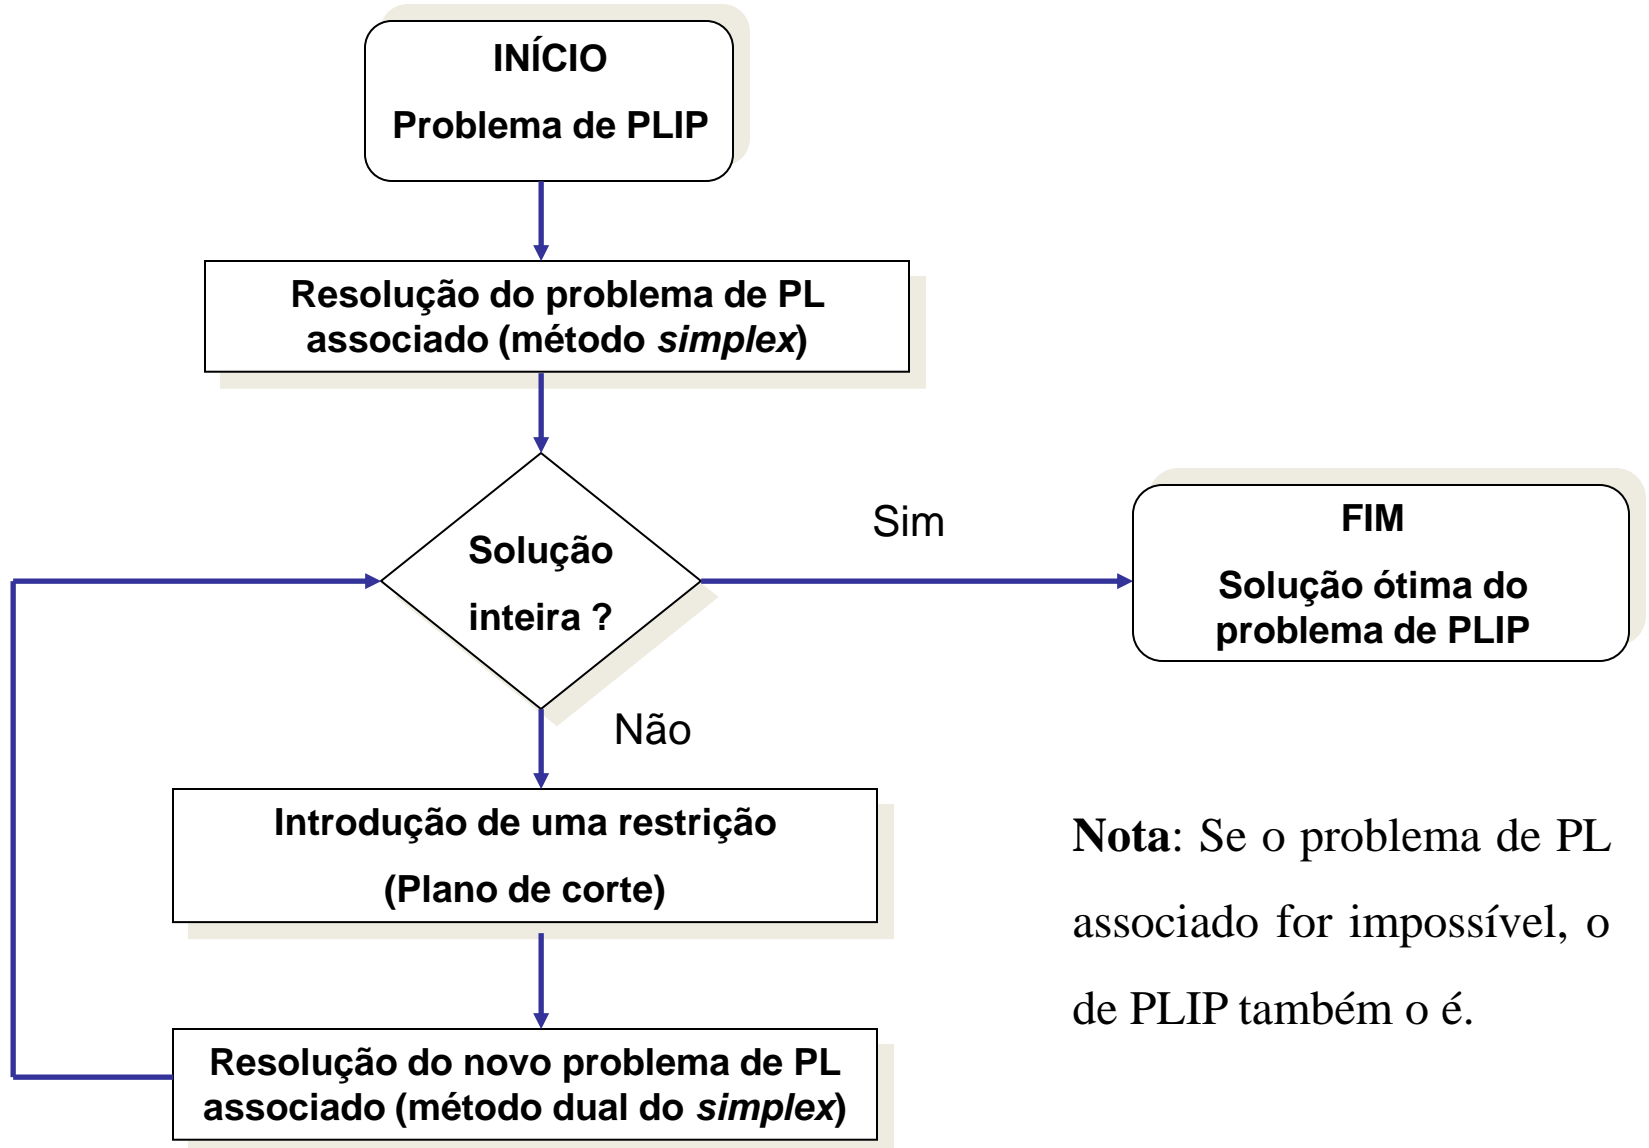 INÍCIO
Problema de PLIP
Resolução do problema de PL
associado (método simplex)
Solução
inteira ?
Sim
FIM
Solução ótima do
problema de PLIP
Não
Introdução de uma restrição
(Plano de corte)
Resolução do novo problema de PL
associado (método dual do simplex)
Nota: Se o problema de PL
associado for impossível, o
de PLIP também o é.